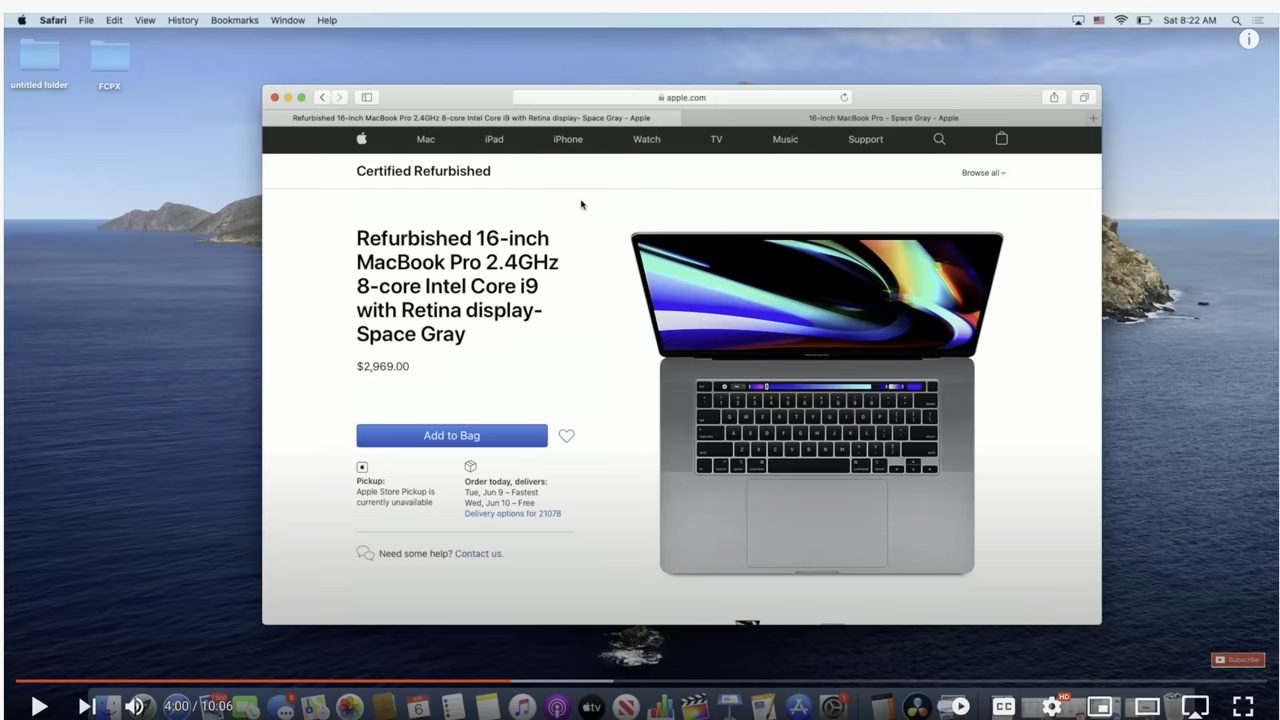 Safari File Edit View History Bookmarks Window Help Sat 8:22 AM
untitled folder FCPX
apple.com
Refurbished 16-inch MacBook Pro 2.4GHz 8-core Intel Core i9 with Retina display- Space Gray - Apple 16-inch MacBook Pro - Space Gray - Apple
Mac iPad iPhone Watch TV Music Support
Certified Refurbished Browse all
Refurbished 16-inch
MacBook Pro 2.4GHz
8-core Intel Core i9
with Retina display-
Space Gray
$2,969.00
Add to Bag
Pickup:
Apple Store Pickup is
currently unavailable
Order today, delivers:
Tue, Jun 9 – Fastest
Wed, Jun 10 – Free
Delivery options for 21078
Need some help? Contact us.
Subscribe
4:00 / 10:06 6 tv CC HD